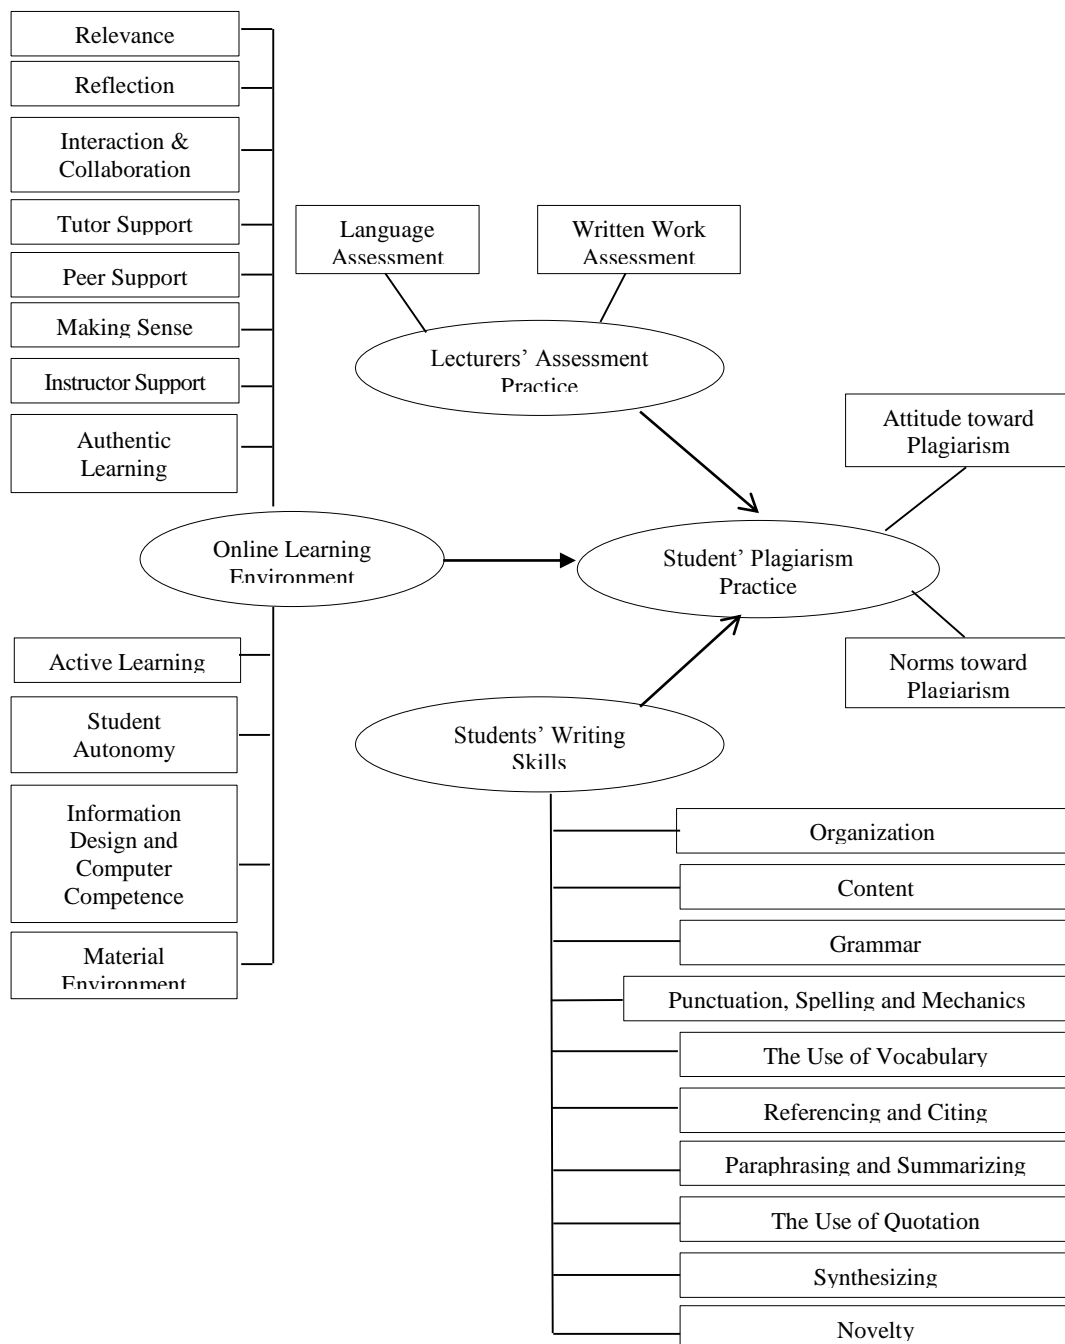 Relevance
Reflection
Interaction &
Collaboration
Tutor Support
Peer Support
Making Sense
Instructor Support
Authentic
Learning
Language
Assessment
Written Work
Assessment
Lecturers’ Assessment
Practice
Attitude toward
Plagiarism
Online Learning
Environment
Student’ Plagiarism
Practice
Norms toward
Plagiarism
Active Learning
Student
Autonomy
Information
Design and
Computer
Competence
Material
Environment
Students’ Writing
Skills
Organization
Content
Grammar
Punctuation, Spelling and Mechanics
The Use of Vocabulary
Referencing and Citing
Paraphrasing and Summarizing
The Use of Quotation
Synthesizing
Novelty